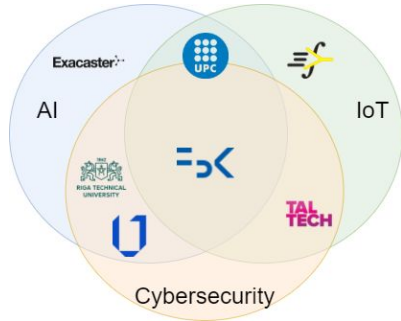 Exacaster
UPC
AI
IoT
1862
RIGA TECHNICAL
UNIVERSITY
TAL
TECH
Cybersecurity